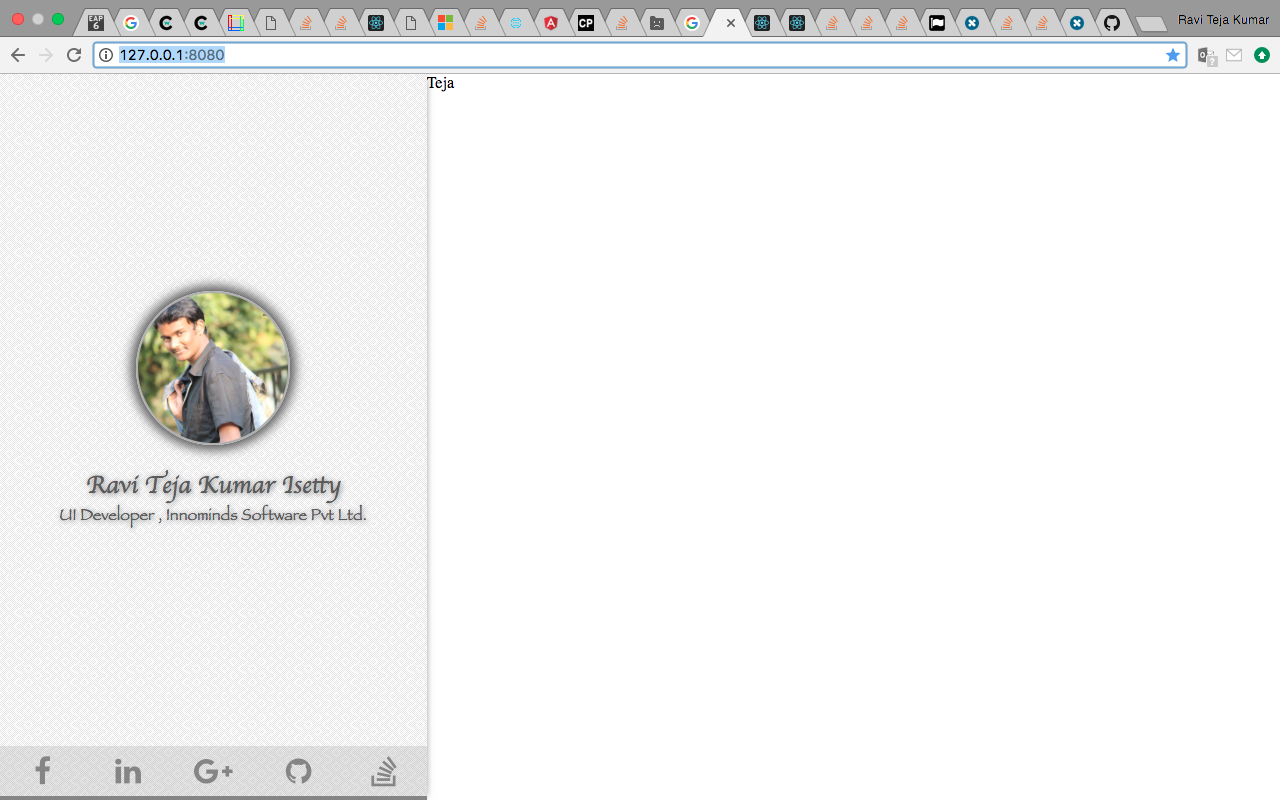 EAP
6
CP
Ravi Teja Kumar
127.0.0.1:8080
Teja
Ravi Teja Kumar Isetty
UI Developer , Innominds Software Pvt Ltd.